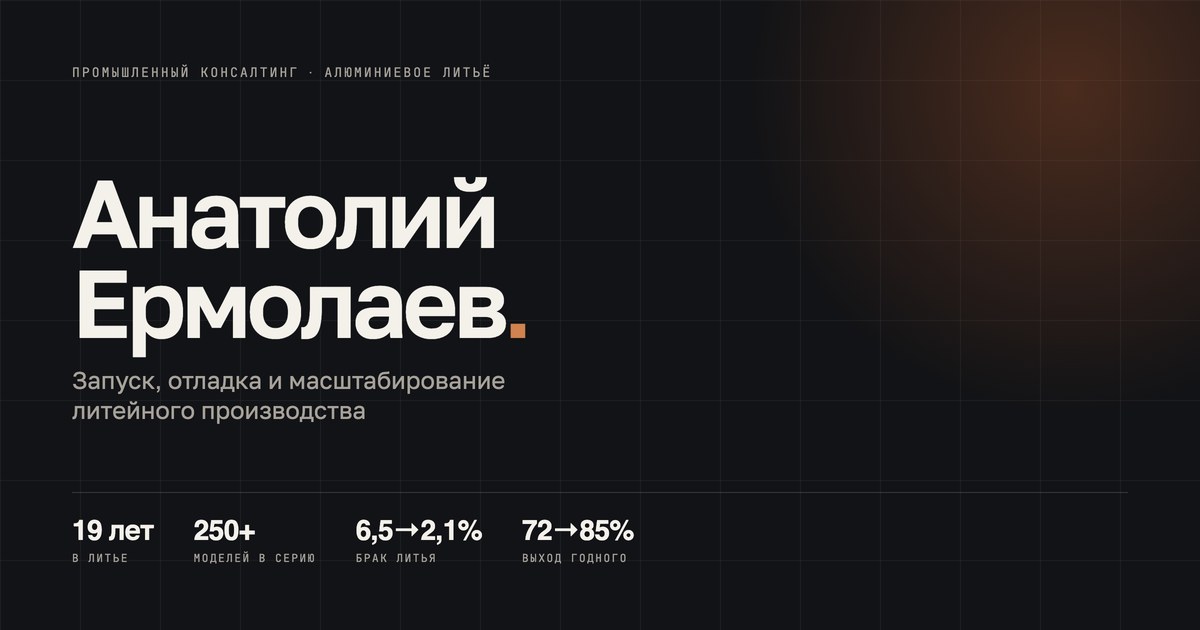 ПРОМЫШЛЕННЫЙ КОНСАЛТИНГ · АЛЮМИНИЕВОЕ ЛИТЬЁ
Анатолий
Ермолаев.
Запуск, отладка и масштабирование
литейного производства
19 лет
В ЛИТЬЕ
250+
МОДЕЛЕЙ В СЕРИЮ
6,5→2,1%
БРАК ЛИТЬЯ
72→85%
ВЫХОД ГОДНОГО